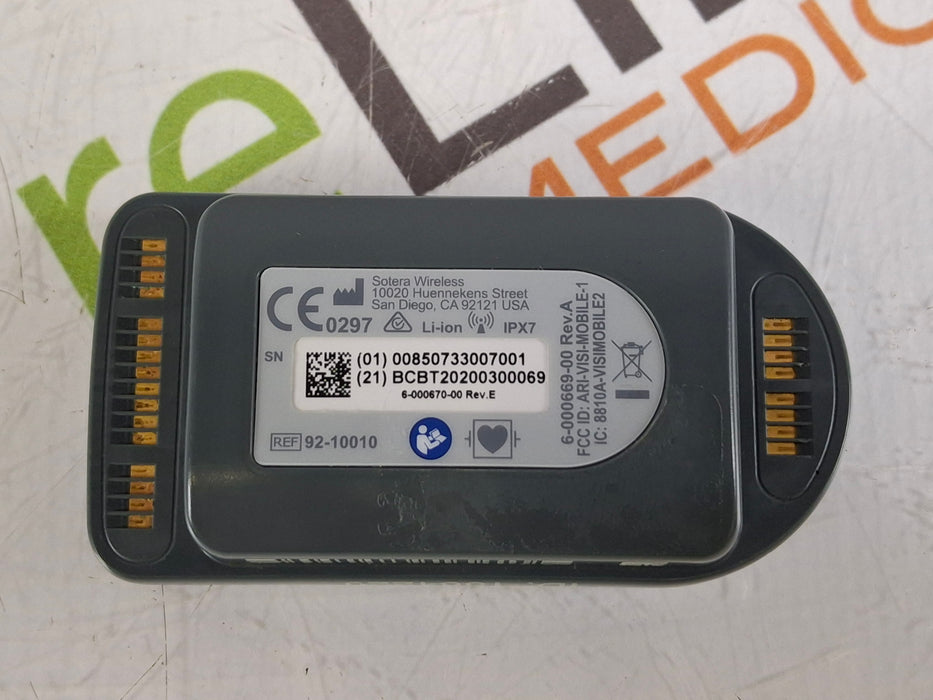 re
MEDIC
Sotera Wireless
10020 Huennekens Street
San Diego, CA 92121 USA
CE 0297
Li-ion
IPX7
SN
(01) 00850733007001
(21) BCBT20200300069
6-000670-00 Rev.E
REF 92-10010
6-000669-00 Rev.A
FCC ID: ARI-VISI-MOBILE-1
IC: 8810A-VISIMOBILE2